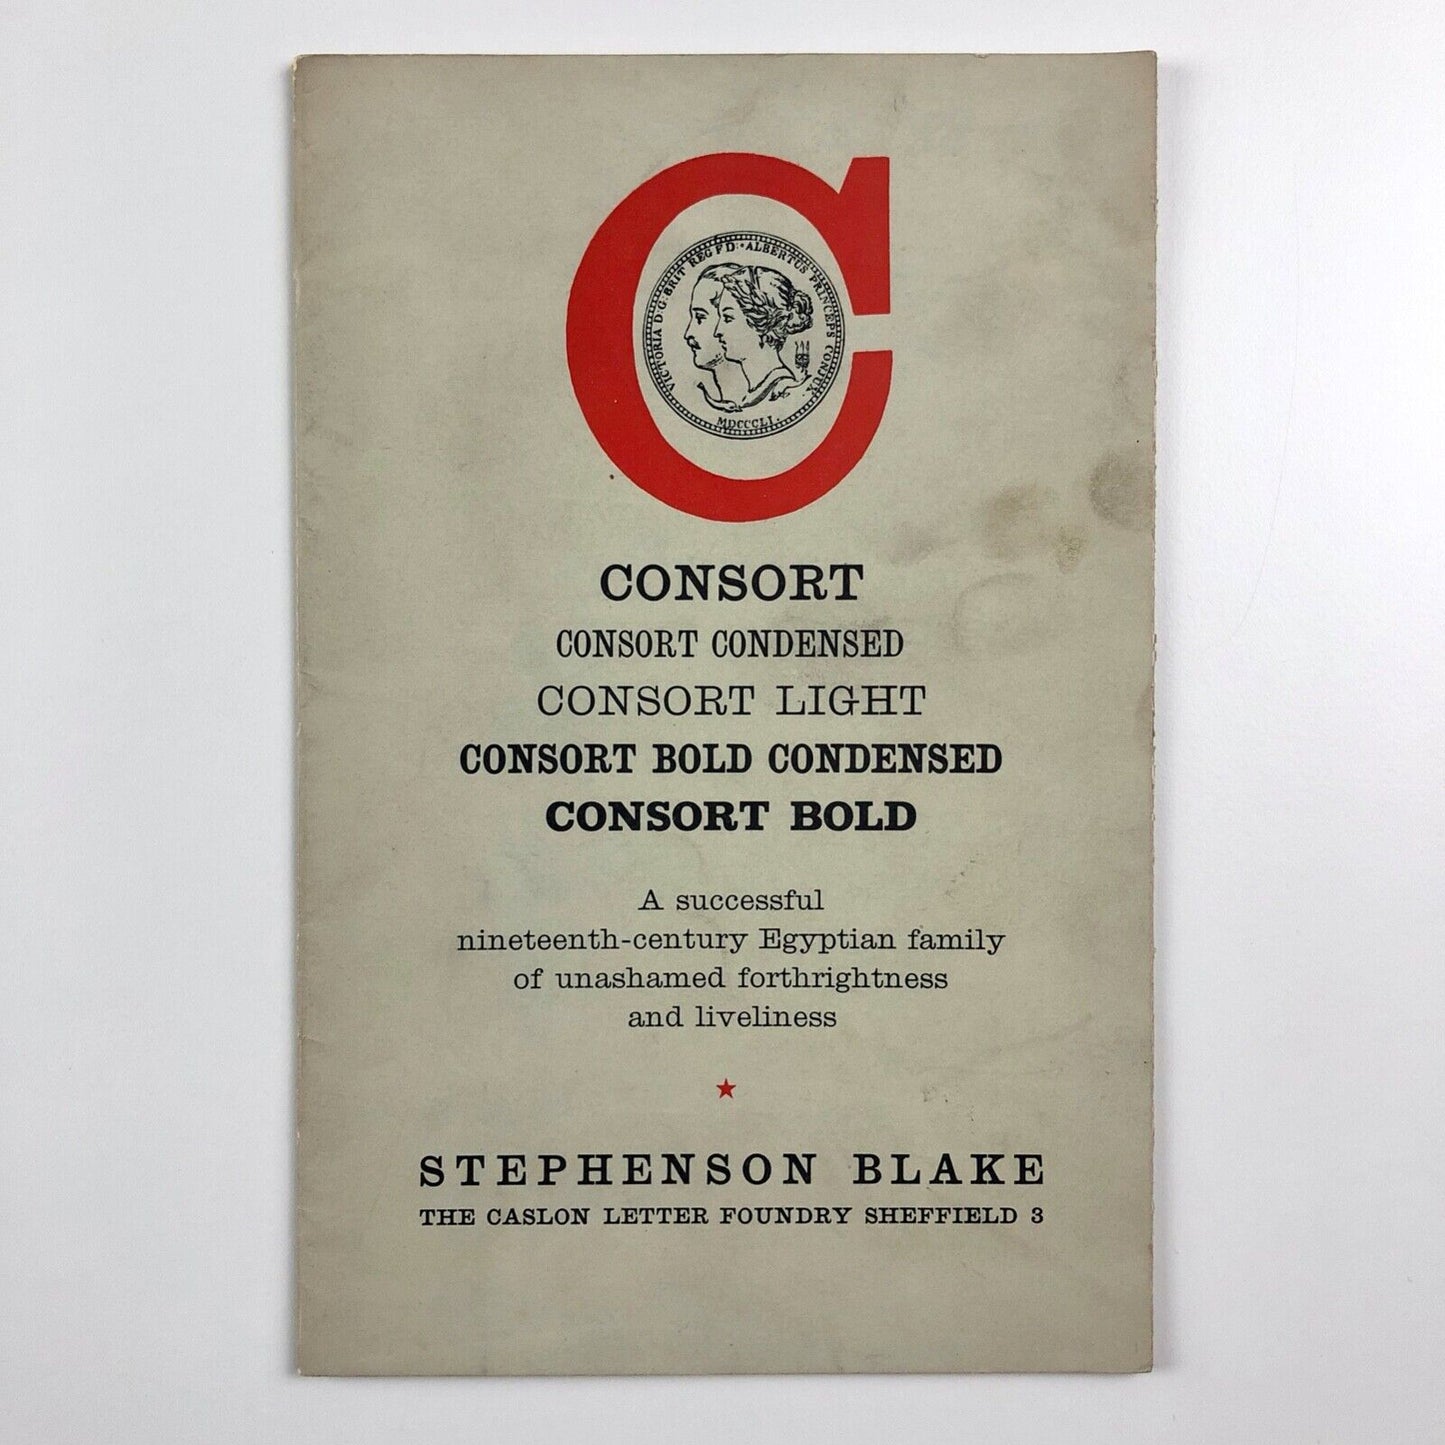 C
VICTORIA D:G:BRIT REG F D:·ALBERTUS PRINCEPS CONJUX
MDCCCLI.
CONSORT
CONSORT CONDENSED
CONSORT LIGHT
CONSORT BOLD CONDENSED
CONSORT BOLD
A successful
nineteenth-century Egyptian family
of unashamed forthrightness
and liveliness
STEPHENSON BLAKE
THE CASLON LETTER FOUNDRY SHEFFIELD 3